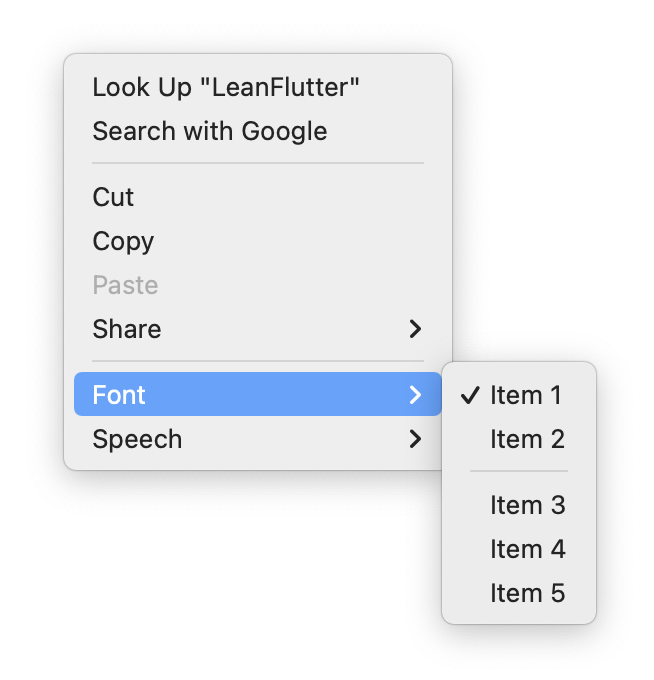 Look Up "LeanFlutter"
Search with Google
Cut
Copy
Paste
Share
Font
Speech
Item 1
Item 2
Item 3
Item 4
Item 5